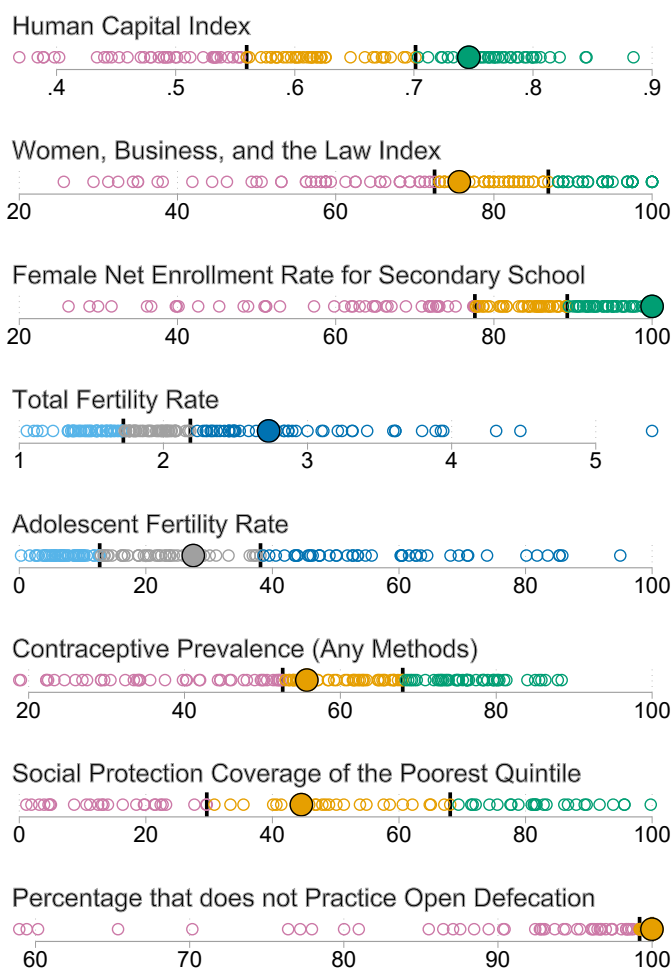 Human Capital Index
.4 .5 .6 .7 .8 .9
Women, Business, and the Law Index
20 40 60 80 100
Female Net Enrollment Rate for Secondary School
20 40 60 80 100
Total Fertility Rate
1 2 3 4 5
Adolescent Fertility Rate
0 20 40 60 80 100
Contraceptive Prevalence (Any Methods)
20 40 60 80 100
Social Protection Coverage of the Poorest Quintile
0 20 40 60 80 100
Percentage that does not Practice Open Defecation
60 70 80 90 100